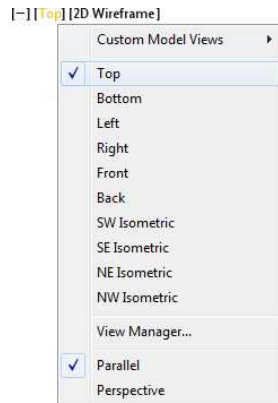 [−] [Top] [2D Wireframe]
Custom Model Views
Top
Bottom
Left
Right
Front
Back
SW Isometric
SE Isometric
NE Isometric
NW Isometric
View Manager...
Parallel
Perspective